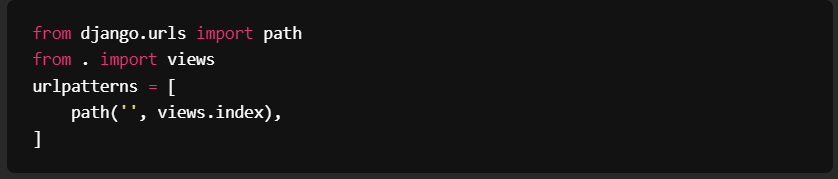 from django.urls import path
from . import views
urlpatterns = [
    path('', views.index),
]